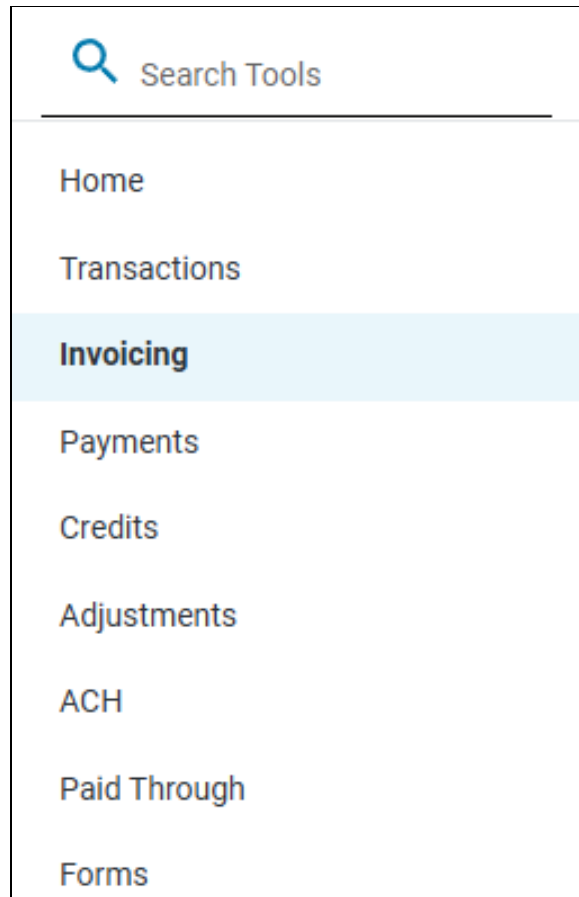 Search Tools
Home
Transactions
Invoicing
Payments
Credits
Adjustments
ACH
Paid Through
Forms